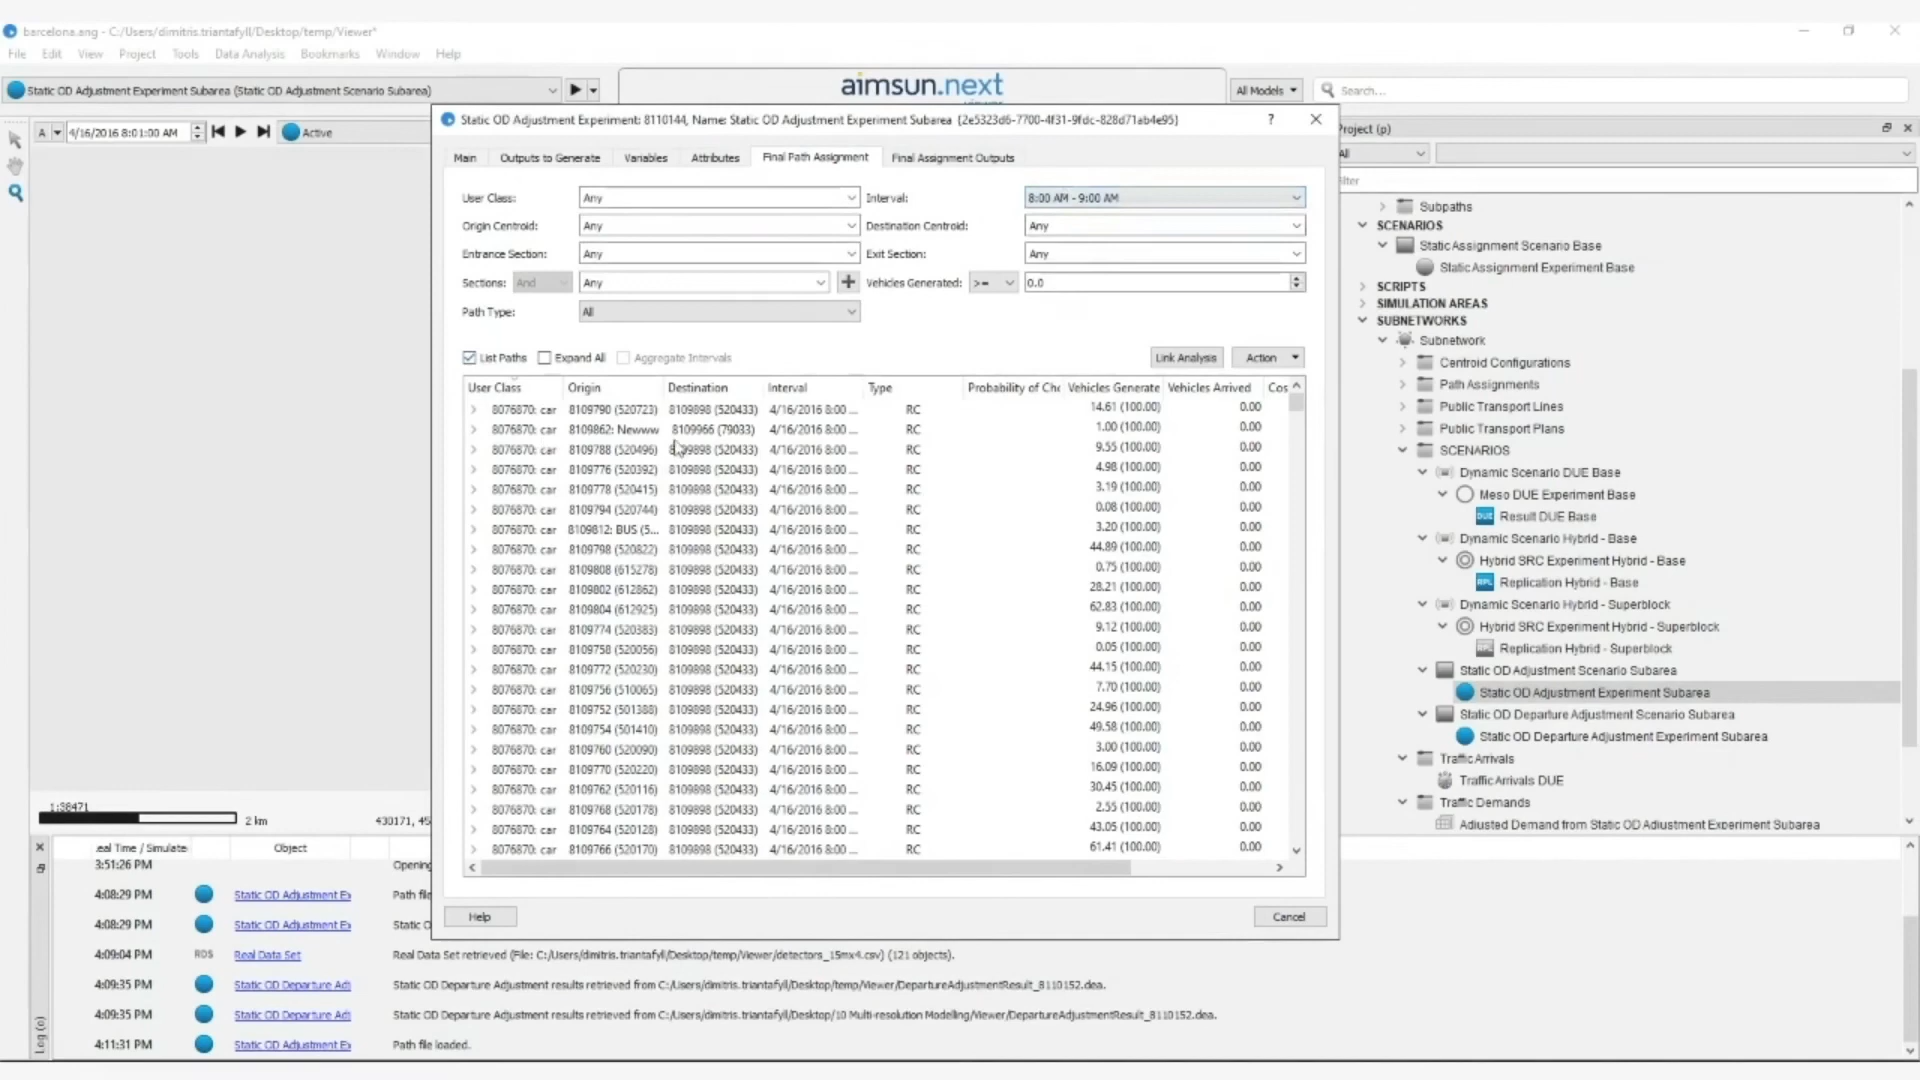 barcelona.ang - C:/Users/dimitris.triantafyll/Desktop/temp/Viewer*
File Edit View Project Tools Data Analysis Bookmarks Window Help
Static OD Adjustment Experiment Subarea (Static OD Adjustment Scenario Subarea)
aimsun.next
All Models
Search...
A 4/16/2016 8:01:00 AM Active
Static OD Adjustment Experiment: 8110144, Name: Static OD Adjustment Experiment Subarea {2e5323d6-7700-4f31-9fdc-828d71ab4e95}
? 
Main Outputs to Generate Variables Attributes Final Path Assignment Final Assignment Outputs
User Class: Any Interval: 8:00 AM - 9:00 AM
Origin Centroid: Any Destination Centroid: Any
Entrance Section: Any Exit Section: Any
Sections: And Any Vehicles Generated: >= 0.0
Path Type: All
List Paths Expand All Aggregate Intervals Link Analysis Action
User Class Origin Destination Interval Type Probability of Chc Vehicles Generate Vehicles Arrived Cos
8076870: car 8109790 (520723) 8109898 (520433) 4/16/2016 8:00 ... RC 14.61 (100.00) 0.00
8076870: car 8109862: Newww 8109966 (79033) 4/16/2016 8:00 ... RC 1.00 (100.00) 0.00
8076870: car 8109788 (520496) 8109898 (520433) 4/16/2016 8:00 ... RC 9.55 (100.00) 0.00
8076870: car 8109776 (520392) 8109898 (520433) 4/16/2016 8:00 ... RC 4.98 (100.00) 0.00
8076870: car 8109778 (520415) 8109898 (520433) 4/16/2016 8:00 ... RC 3.19 (100.00) 0.00
8076870: car 8109794 (520744) 8109898 (520433) 4/16/2016 8:00 ... RC 0.08 (100.00) 0.00
8076870: car 8109812: BUS (5... 8109898 (520433) 4/16/2016 8:00 ... RC 3.20 (100.00) 0.00
8076870: car 8109798 (520822) 8109898 (520433) 4/16/2016 8:00 ... RC 44.89 (100.00) 0.00
8076870: car 8109808 (615278) 8109898 (520433) 4/16/2016 8:00 ... RC 0.75 (100.00) 0.00
8076870: car 8109802 (612862) 8109898 (520433) 4/16/2016 8:00 ... RC 28.21 (100.00) 0.00
8076870: car 8109804 (612925) 8109898 (520433) 4/16/2016 8:00 ... RC 62.83 (100.00) 0.00
8076870: car 8109774 (520383) 8109898 (520433) 4/16/2016 8:00 ... RC 9.12 (100.00) 0.00
8076870: car 8109758 (520056) 8109898 (520433) 4/16/2016 8:00 ... RC 0.05 (100.00) 0.00
8076870: car 8109772 (520230) 8109898 (520433) 4/16/2016 8:00 ... RC 44.15 (100.00) 0.00
8076870: car 8109756 (510065) 8109898 (520433) 4/16/2016 8:00 ... RC 7.70 (100.00) 0.00
8076870: car 8109752 (501388) 8109898 (520433) 4/16/2016 8:00 ... RC 24.96 (100.00) 0.00
8076870: car 8109754 (501410) 8109898 (520433) 4/16/2016 8:00 ... RC 49.58 (100.00) 0.00
8076870: car 8109760 (520090) 8109898 (520433) 4/16/2016 8:00 ... RC 3.00 (100.00) 0.00
8076870: car 8109770 (520220) 8109898 (520433) 4/16/2016 8:00 ... RC 16.09 (100.00) 0.00
8076870: car 8109762 (520116) 8109898 (520433) 4/16/2016 8:00 ... RC 30.45 (100.00) 0.00
8076870: car 8109768 (520178) 8109898 (520433) 4/16/2016 8:00 ... RC 2.55 (100.00) 0.00
8076870: car 8109764 (520128) 8109898 (520433) 4/16/2016 8:00 ... RC 43.05 (100.00) 0.00
8076870: car 8109766 (520170) 8109898 (520433) 4/16/2016 8:00 ... RC 61.41 (100.00) 0.00
Help Cancel
Project (p)
All
ilter
Subpaths
SCENARIOS
Static Assignment Scenario Base
Static Assignment Experiment Base
SCRIPTS
SIMULATION AREAS
SUBNETWORKS
Subnetwork
Centroid Configurations
Path Assignments
Public Transport Lines
Public Transport Plans
SCENARIOS
Dynamic Scenario DUE Base
Meso DUE Experiment Base
DUE Result DUE Base
Dynamic Scenario Hybrid - Base
Hybrid SRC Experiment Hybrid - Base
RPL Replication Hybrid - Base
Dynamic Scenario Hybrid - Superblock
Hybrid SRC Experiment Hybrid - Superblock
RPL Replication Hybrid - Superblock
Static OD Adjustment Scenario Subarea
Static OD Adjustment Experiment Subarea
Static OD Departure Adjustment Scenario Subarea
Static OD Departure Adjustment Experiment Subarea
Traffic Arrivals
Traffic Arrivals DUE
Traffic Demands
Adjusted Demand from Static OD Adjustment Experiment Subarea
1:38471
2 km 430171, 45
eal Time / Simulate Object
3:51:26 PM Opening
4:08:29 PM Static OD Adjustment Ex Path file
4:08:29 PM Static OD Adjustment Ex Static O
4:09:04 PM RDS Real Data Set Real Data Set retrieved (File: C:/Users/dimitris.triantafyll/Desktop/temp/Viewer/detectors_15mx4.csv) (121 objects).
4:09:35 PM Static OD Departure Adj Static OD Departure Adjustment results retrieved from C:/Users/dimitris.triantafyll/Desktop/temp/Viewer/DepartureAdjustmentResult_8110152.dea.
4:09:35 PM Static OD Departure Adj Static OD Departure Adjustment results retrieved from C:/Users/dimitris.triantafyll/Desktop/10 Multi-resolution Modelling/Viewer/DepartureAdjustmentResult_8110152.dea.
4:11:31 PM Static OD Adjustment Ex Path file loaded.
Log (o)